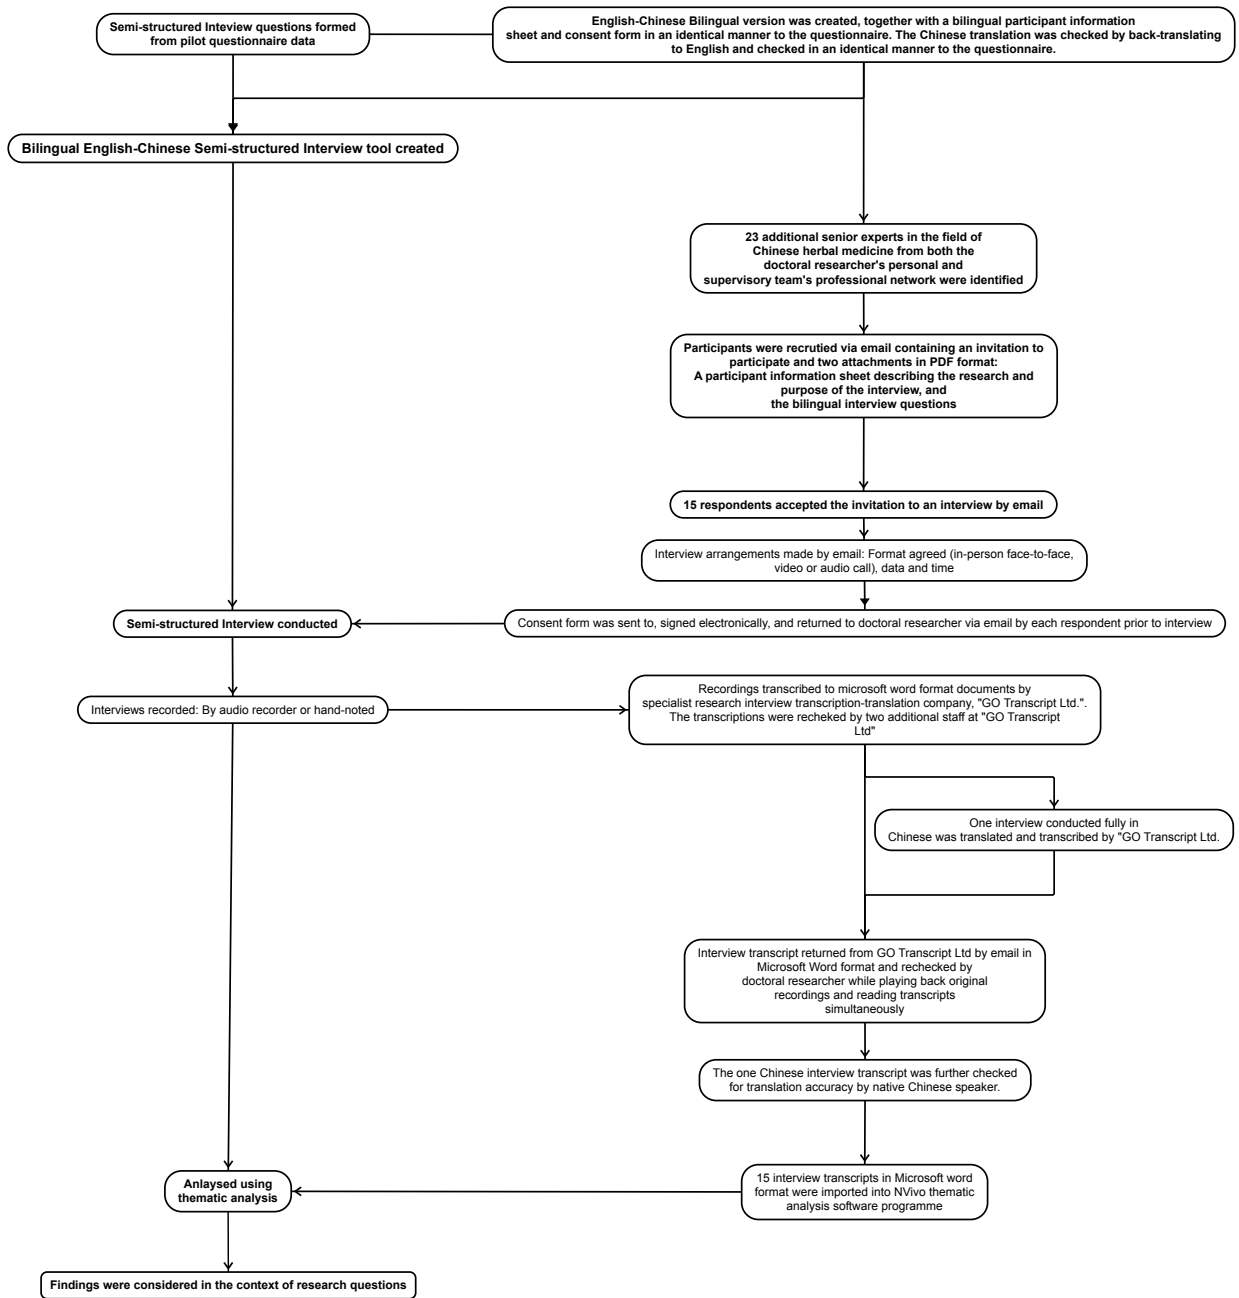 Semi-structured Inteview questions formed
from pilot questionnaire data
English-Chinese Bilingual version was created, together with a bilingual participant information
sheet and consent form in an identical manner to the questionnaire. The Chinese translation was checked by back-translating
to English and checked in an identical manner to the questionnaire.
Bilingual English-Chinese Semi-structured Interview tool created
23 additional senior experts in the field of
Chinese herbal medicine from both the
doctoral researcher's personal and
supervisory team's professional network were identified
Participants were recrutied via email containing an invitation to
participate and two attachments in PDF format:
A participant information sheet describing the research and
purpose of the interview, and
the bilingual interview questions
15 respondents accepted the invitation to an interview by email
Interview arrangements made by email: Format agreed (in-person face-to-face,
video or audio call), data and time
Semi-structured Interview conducted
Consent form was sent to, signed electronically, and returned to doctoral researcher via email by each respondent prior to interview
Interviews recorded: By audio recorder or hand-noted
Recordings transcribed to microsoft word format documents by
specialist research interview transcription-translation company, "GO Transcript Ltd.".
The transcriptions were recheked by two additional staff at "GO Transcript
Ltd"
One interview conducted fully in
Chinese was translated and transcribed by "GO Transcript Ltd.
Interview transcript returned from GO Transcript Ltd by email in
Microsoft Word format and rechecked by
doctoral researcher while playing back original
recordings and reading transcripts
simultaneously
The one Chinese interview transcript was further checked
for translation accuracy by native Chinese speaker.
Anlaysed using
thematic analysis
15 interview transcripts in Microsoft word
format were imported into NVivo thematic
analysis software programme
Findings were considered in the context of research questions